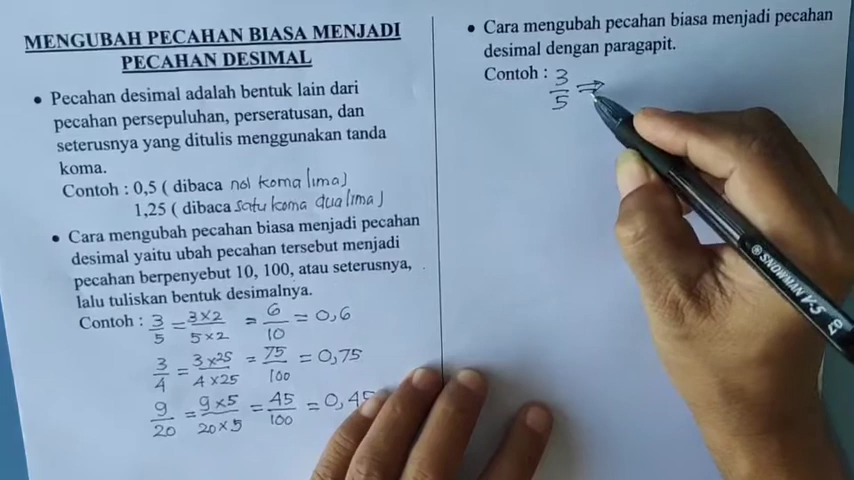 MENGUBAH PECAHAN BIASA MENJADI
PECAHAN DESIMAL
• Pecahan desimal adalah bentuk lain dari
pecahan persepuluhan, perseratusan, dan
seterusnya yang ditulis menggunakan tanda
koma.
Contoh : 0,5 ( dibaca nol koma lima)
1,25 ( dibaca satu koma dua lima )
• Cara mengubah pecahan biasa menjadi pecahan
desimal yaitu ubah pecahan tersebut menjadi
pecahan berpenyebut 10, 100, atau seterusnya,
lalu tuliskan bentuk desimalnya.
Contoh : 3/5 = 3×2/5×2 = 6/10 = 0,6
3/4 = 3×25/4×25 = 75/100 = 0,75
9/20 = 9×5/20×5 = 45/100 = 0,45
• Cara mengubah pecahan biasa menjadi pecahan
desimal dengan paragapit.
Contoh : 3/5 ⇒
SNOWMAN V-5